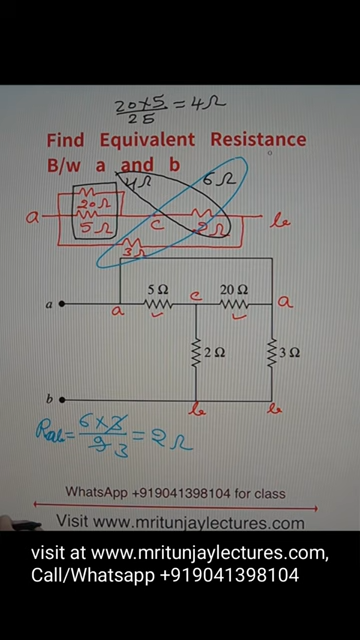 20×5/25 = 4Ω
Find Equivalent Resistance
B/w a and b
4Ω 6Ω
20Ω
a 5Ω c 2Ω b
3Ω
5 Ω c 20 Ω
a a a
2 Ω 3 Ω
b b b
Rab = 6×3/9 3 = 2Ω
WhatsApp +919041398104 for class
Visit www.mritunjaylectures.com
visit at www.mritunjaylectures.com,
Call/Whatsapp +919041398104